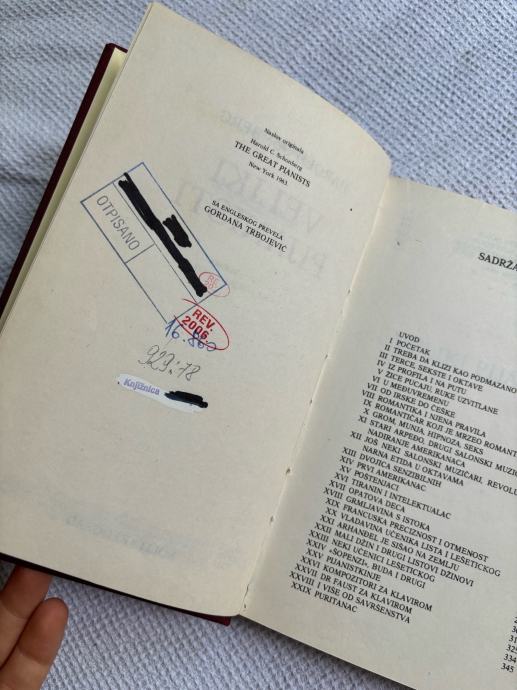 Naslov originala
Harold C. Schonberg
THE GREAT PIANISTS
New York 1963.
SA ENGLESKOG PREVELA
GORDANA TRBOJEVIĆ
OTPISANO
REV.
2006.
929:78
Knjižnica
SADRŽA
UVOD
I POČETAK
II TREBA DA KLIZI KAO PODMAZANO
III TERCE, SEKSTE I OKTAVE
IV IZ PROFILA I NA PUTU
V ŽICE PUCAJU, RUKE UZVITLANE
VI U MEĐUVREMENU
VII OD IRSKE DO ČEŠKE
VIII ROMANTIKA I NJENA PRAVILA
IX ROMANTIČAR KOJI JE MRZEO ROMANT
X GROM, MUNJA, HIPNOZA, SEKS
XI STARI ARPEĐO, DRUGI SALONSKI MUZIČ
NADIRANJE AMERIKANACA
XII JOŠ NEKI SALONSKI MUZIČARI, REVOLU
NARNA ETIDA U OKTAVAMA
XIII DVOJICA SENZIBILNIH
XIV PRVI AMERIKANAC
XV POŠTENJACI
XVI TIRANIN I INTELEKTUALAC
XVII OPATOVA DECA
XVIII GRMLJAVINA S ISTOKA
XIX FRANCUSKA PRECIZNOST I OTMENOST
XX VLADAVINA UČENIKA LISTA I LEŠETICKOG
XXI ARHANĐEL JE SIŠAO NA ZEMLJU
XXII MALI DŽIN I DRUGI LISTOVI DŽINOVI
XXIII NEKI UČENICI LEŠETICKOG
XXIV »ŠOPENZI«, BUDA I DRUGI
XXV PIJANISTKINJE
XXVI KOMPOZITORI ZA KLAVIROM
XXVII DR FAUST ZA KLAVIROM
XXVIII I VIŠE OD SAVRŠENSTVA
XXIX PURITANAC
325
334
345